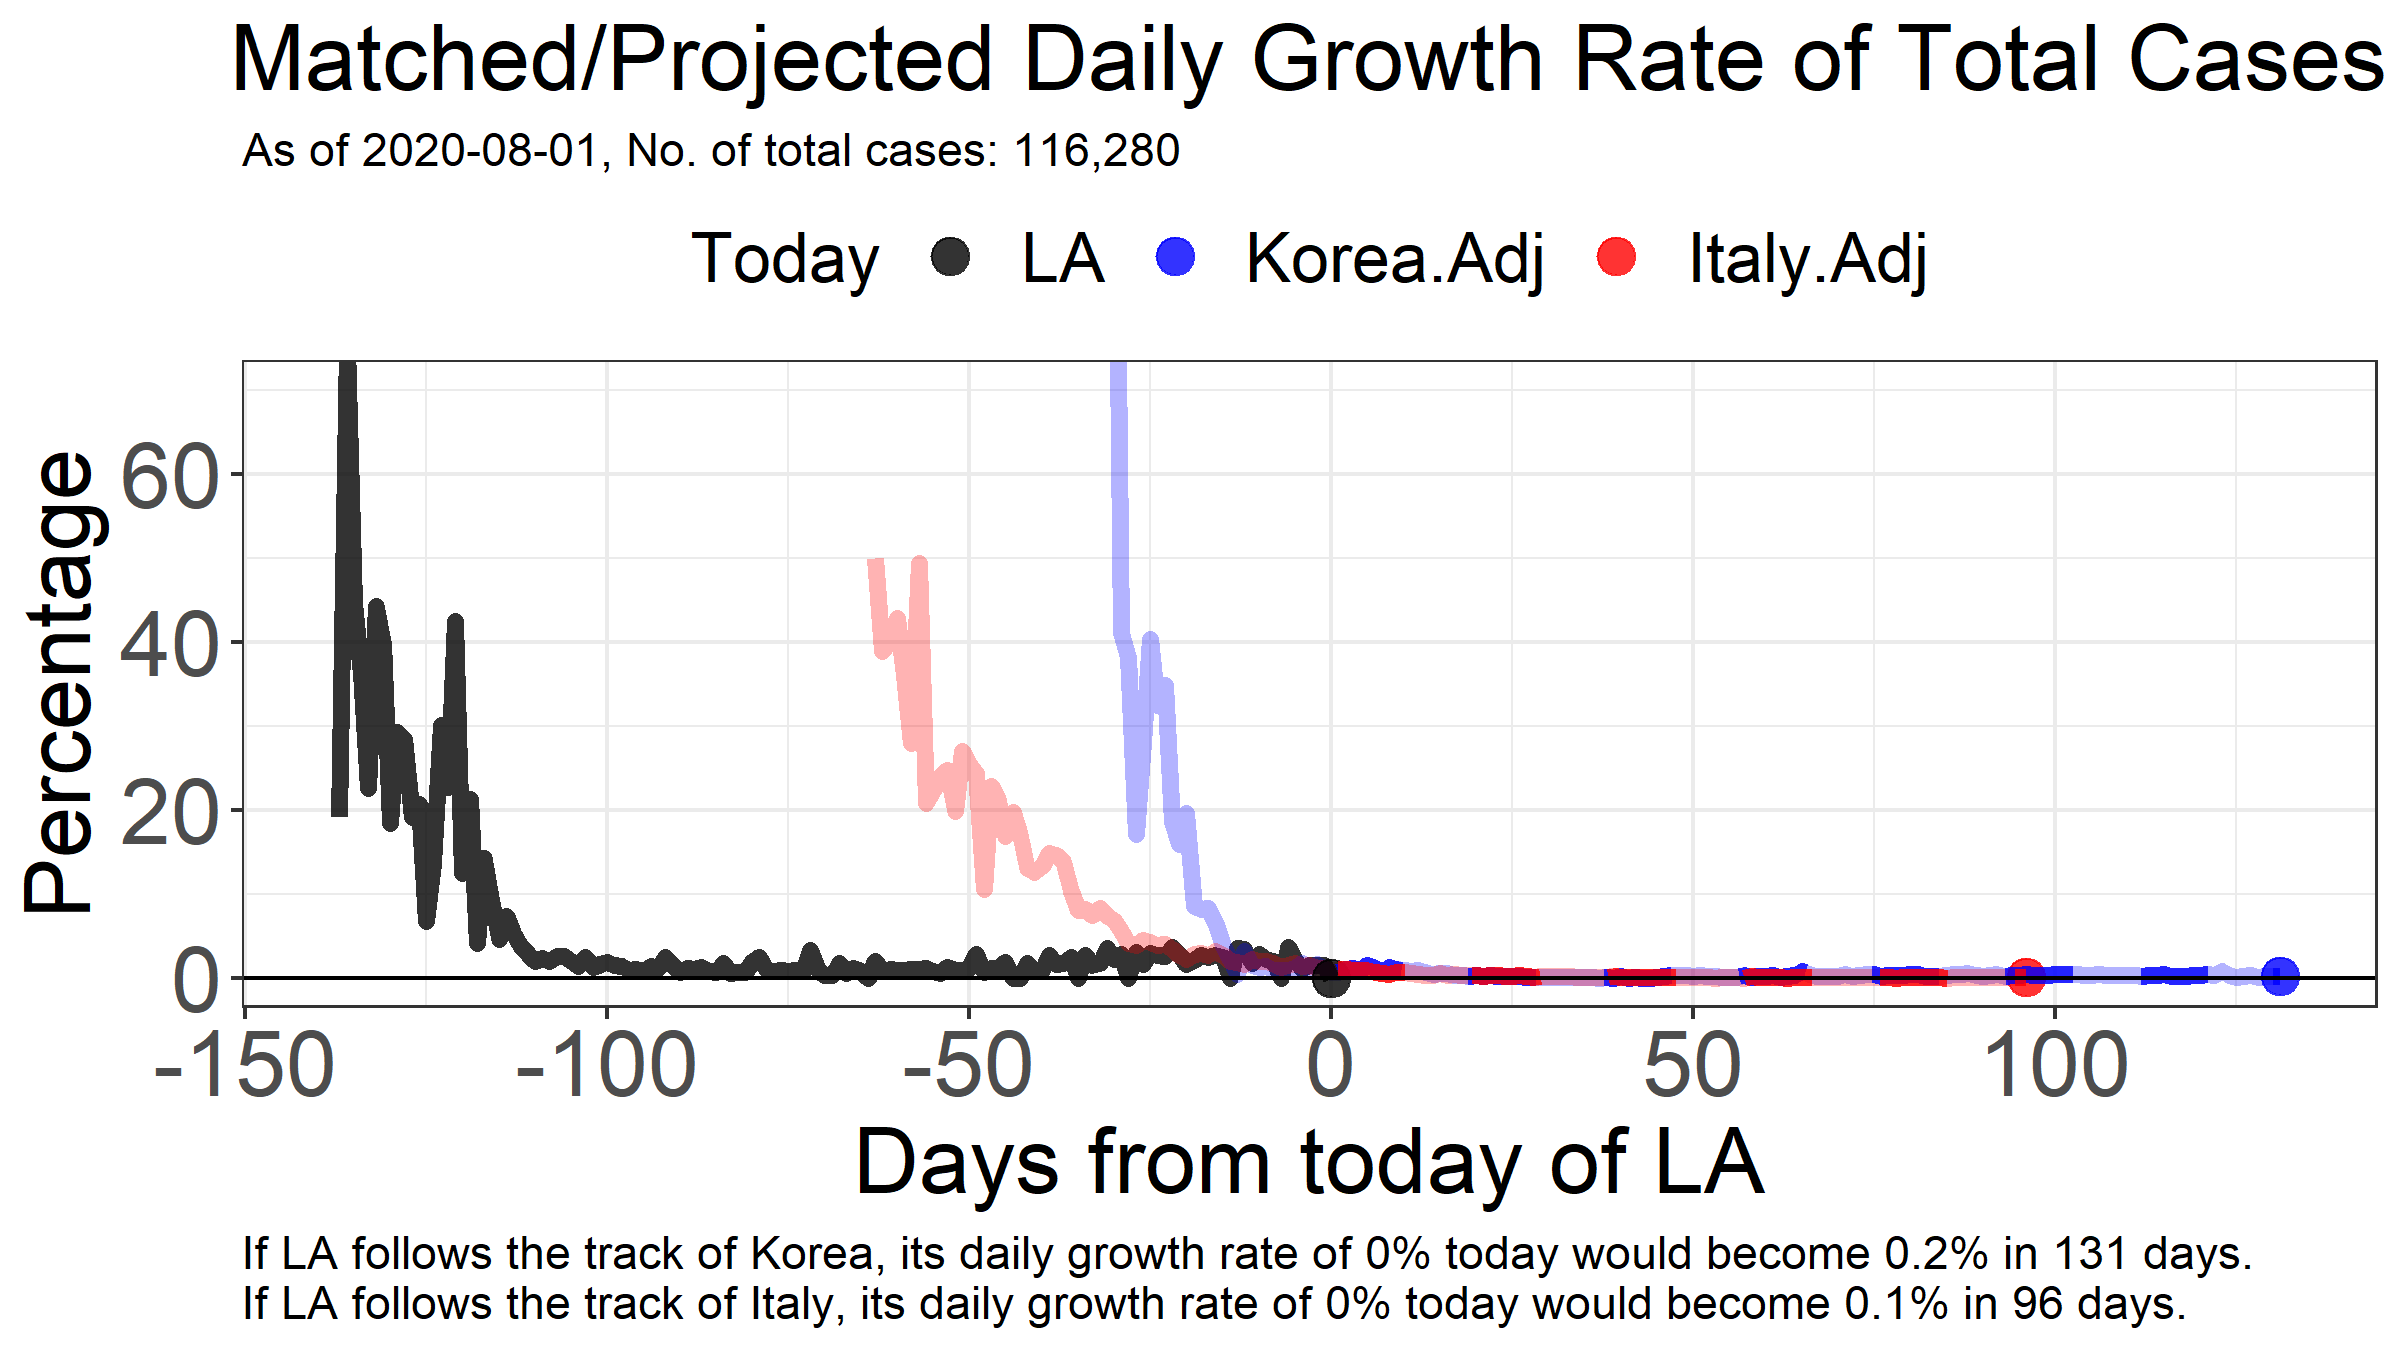 Matched/Projected Daily Growth Rate of Total Cases
As of 2020-08-01, No. of total cases: 116,280
Today LA Korea.Adj Italy.Adj
Percentage
60
40
20
0
-150 -100 -50 0 50 100
Days from today of LA
If LA follows the track of Korea, its daily growth rate of 0% today would become 0.2% in 131 days.
If LA follows the track of Italy, its daily growth rate of 0% today would become 0.1% in 96 days.